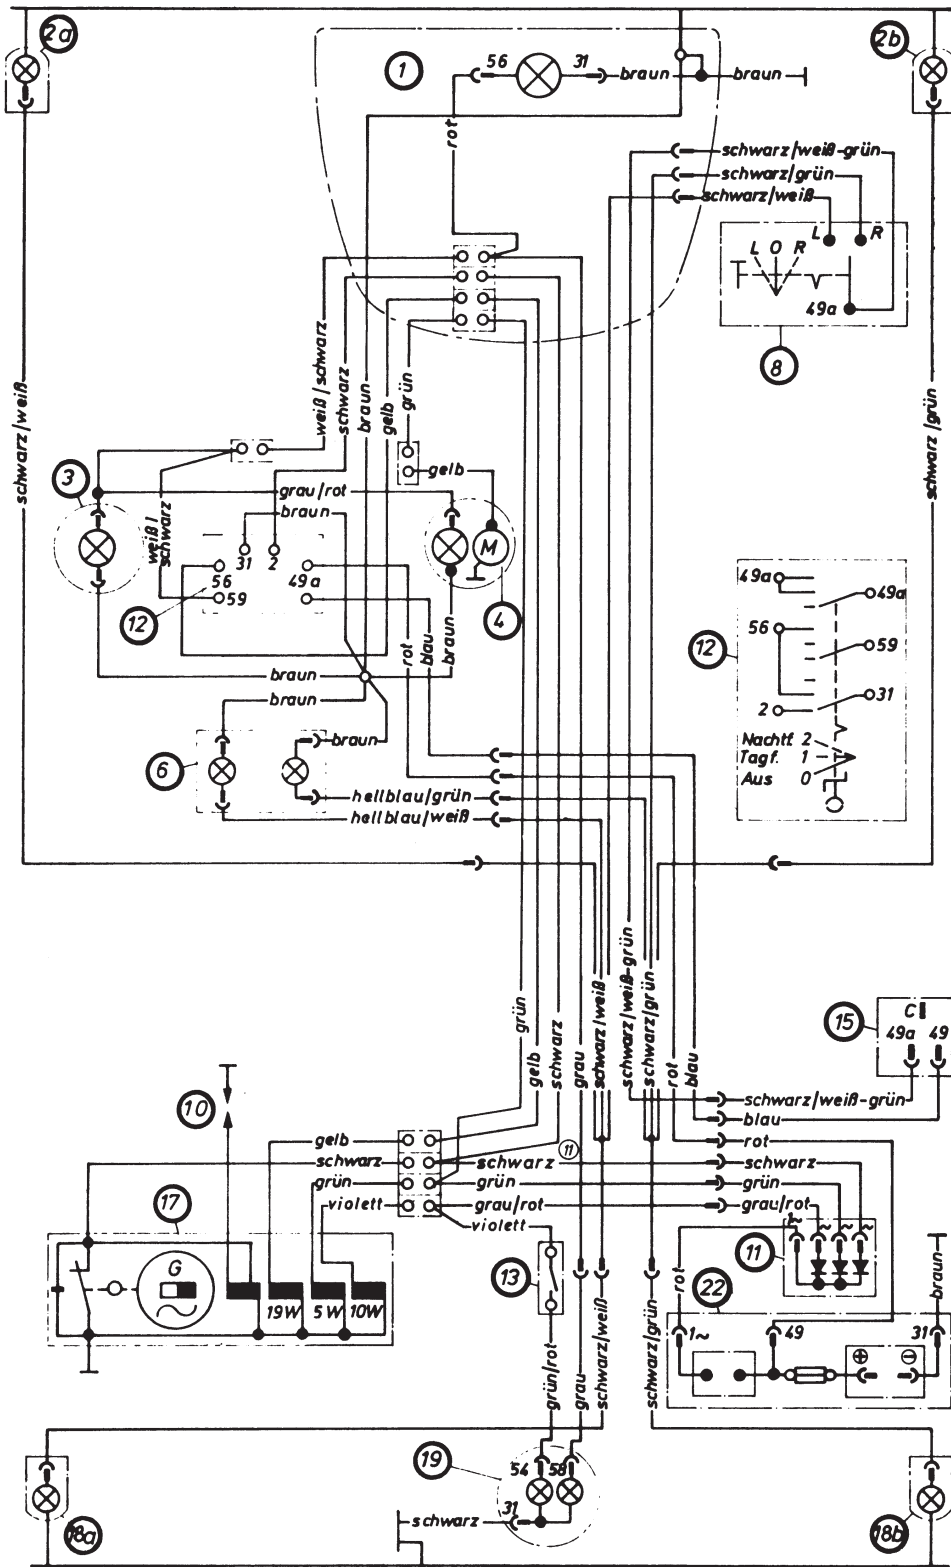 2a
2b
1
56
31
braun
braun
rot
schwarz/weiß-grün
schwarz/grün
schwarz/weiß
L
R
L O R
49a
8
weiß/schwarz
schwarz
braun
gelb
grün
schwarz/weiß
schwarz/grün
3
grau/rot
gelb
braun
weiß/
schwarz
31
2
56
49a
59
12
M
4
rot
blau
braun
braun
braun
braun
6
hellblau/grün
hellblau/weiß
49a
49a
56
59
12
31
2
Nachtf. 2
Tagf. 1
Aus 0
grün
gelb
schwarz
grau
schwarz/weiß
schwarz/weiß-grün
schwarz/grün
rot
blau
15
C
49a
49
10
schwarz/weiß-grün
blau
gelb
rot
schwarz
schwarz
11
schwarz
grün
grün
grün
violett
grau/rot
grau/rot
violett
17
G
~
19W
5W
10W
13
1~
~
~
~
11
rot
22
braun
1~
49
31
⊕
⊖
grün/rot
grau
schwarz/weiß
schwarz/grün
19
54
58
31
schwarz
18a
18b